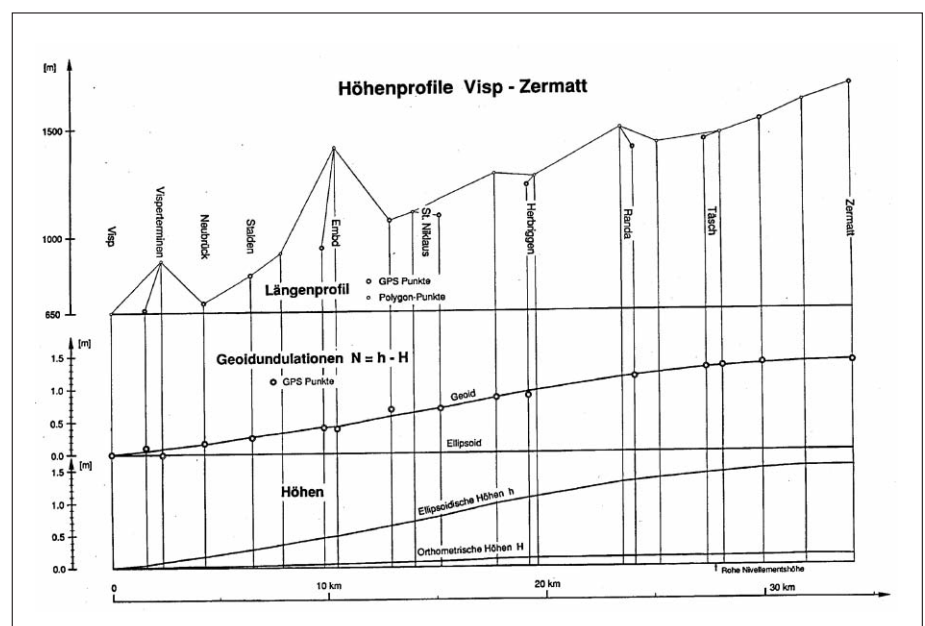 [m]
Höhenprofile Visp - Zermatt
1500
1000
650
Visp
Visperterminen
Neubrück
Stalden
Embd
St. Niklaus
Herbriggen
Randa
Täsch
Zermatt
Längenprofil
GPS Punkte
Polygon-Punkte
[m]
Geoidundulationen N = h - H
GPS Punkte
1.5
1.0
0.5
0.0
Geoid
Ellipsoid
[m]
Höhen
1.5
1.0
0.5
0.0
Ellipsoidische Höhen h
Orthometrische Höhen H
Rohe Nivellementshöhe
0
10 km
20 km
30 km